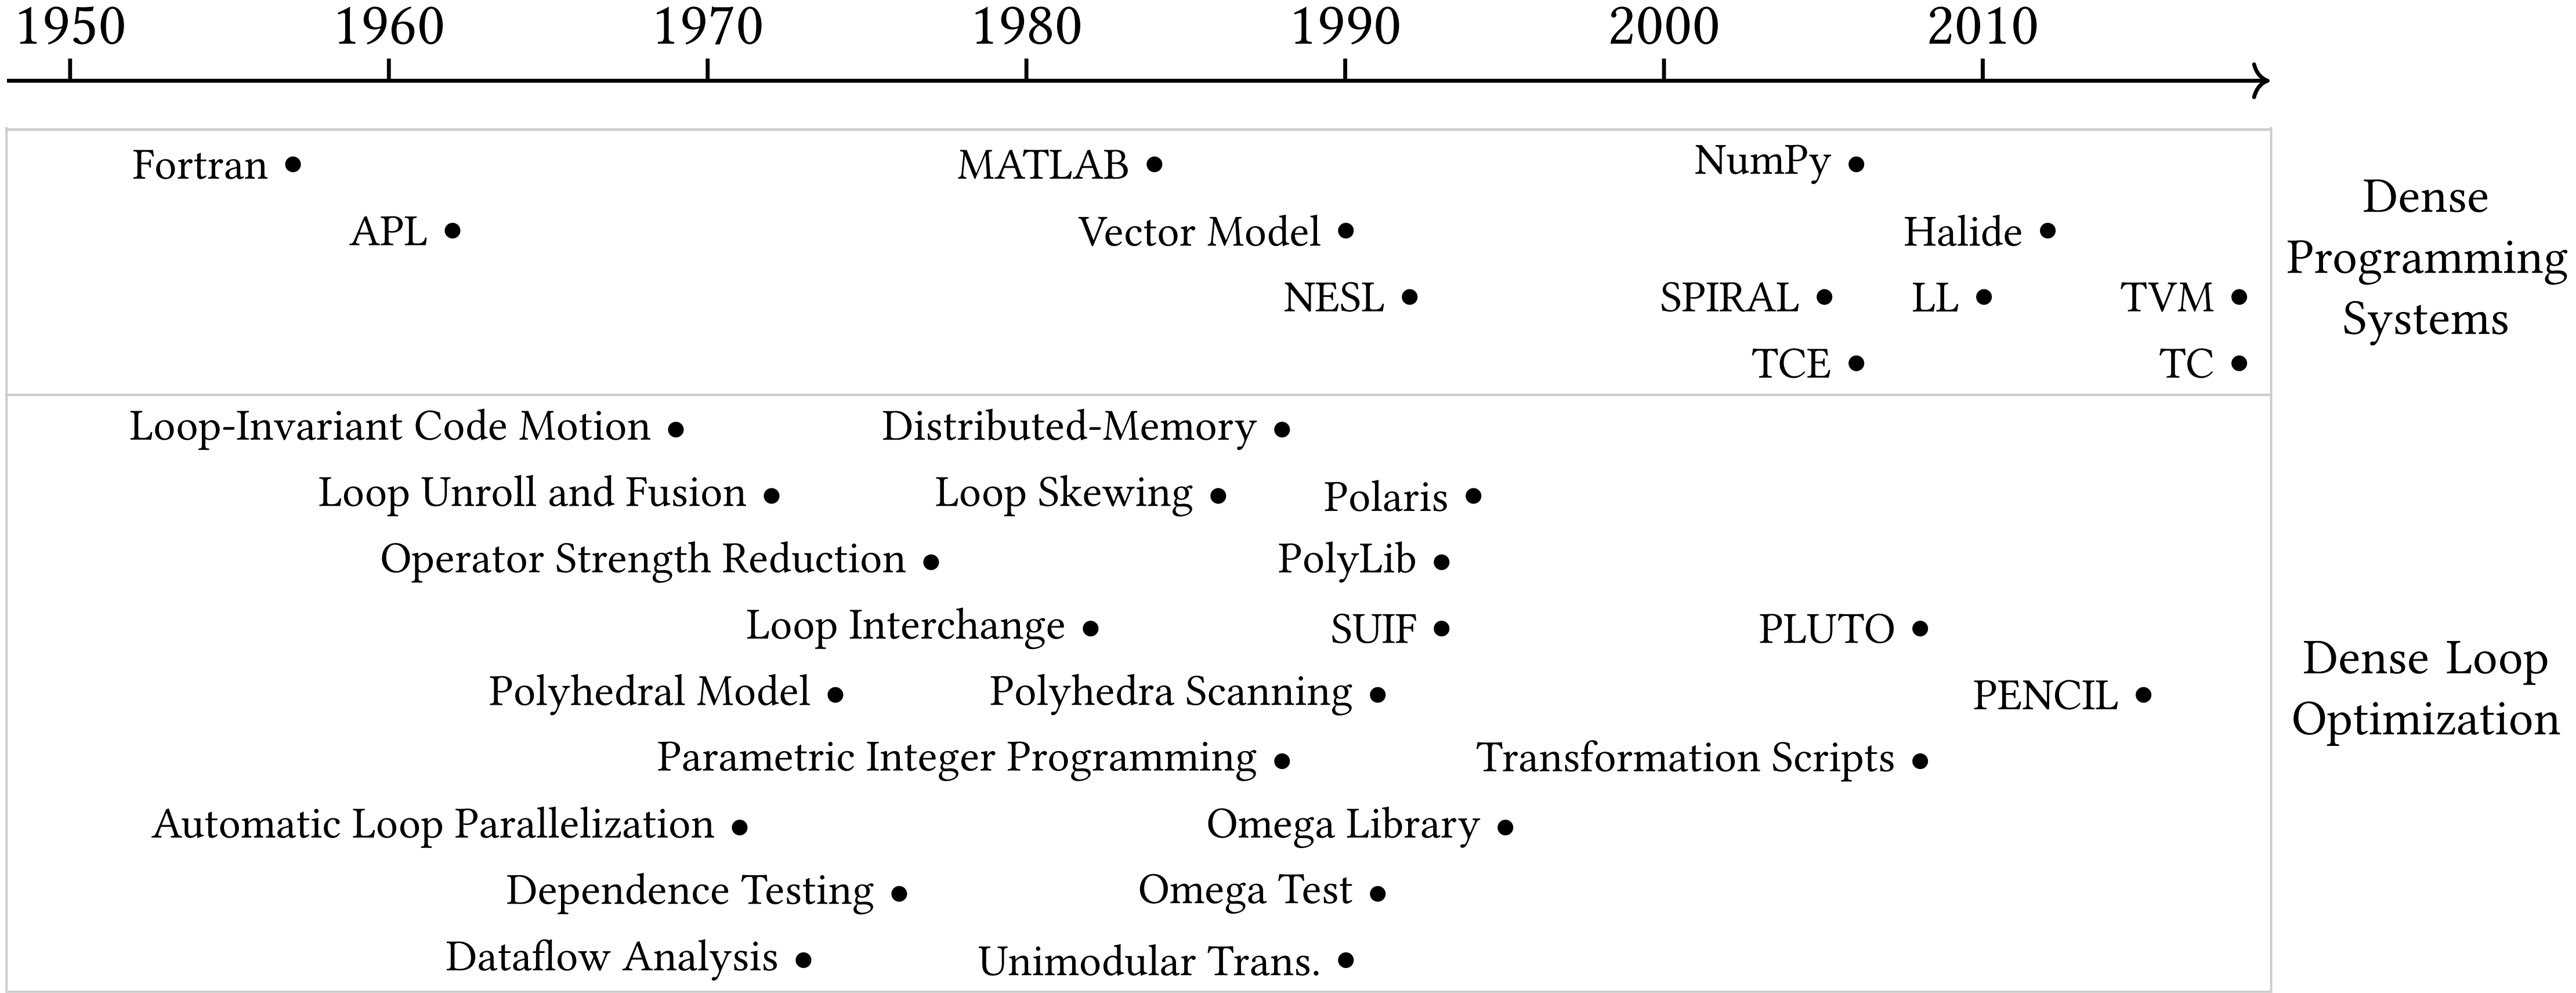 1950 1960 1970 1980 1990 2000 2010
Fortran MATLAB NumPy
APL Vector Model Halide
NESL SPIRAL LL TVM
TCE TC
Dense
Programming
Systems
Loop-Invariant Code Motion Distributed-Memory
Loop Unroll and Fusion Loop Skewing Polaris
Operator Strength Reduction PolyLib
Loop Interchange SUIF PLUTO
Polyhedral Model Polyhedra Scanning PENCIL
Parametric Integer Programming Transformation Scripts
Automatic Loop Parallelization Omega Library
Dependence Testing Omega Test
Dataflow Analysis Unimodular Trans.
Dense Loop
Optimization